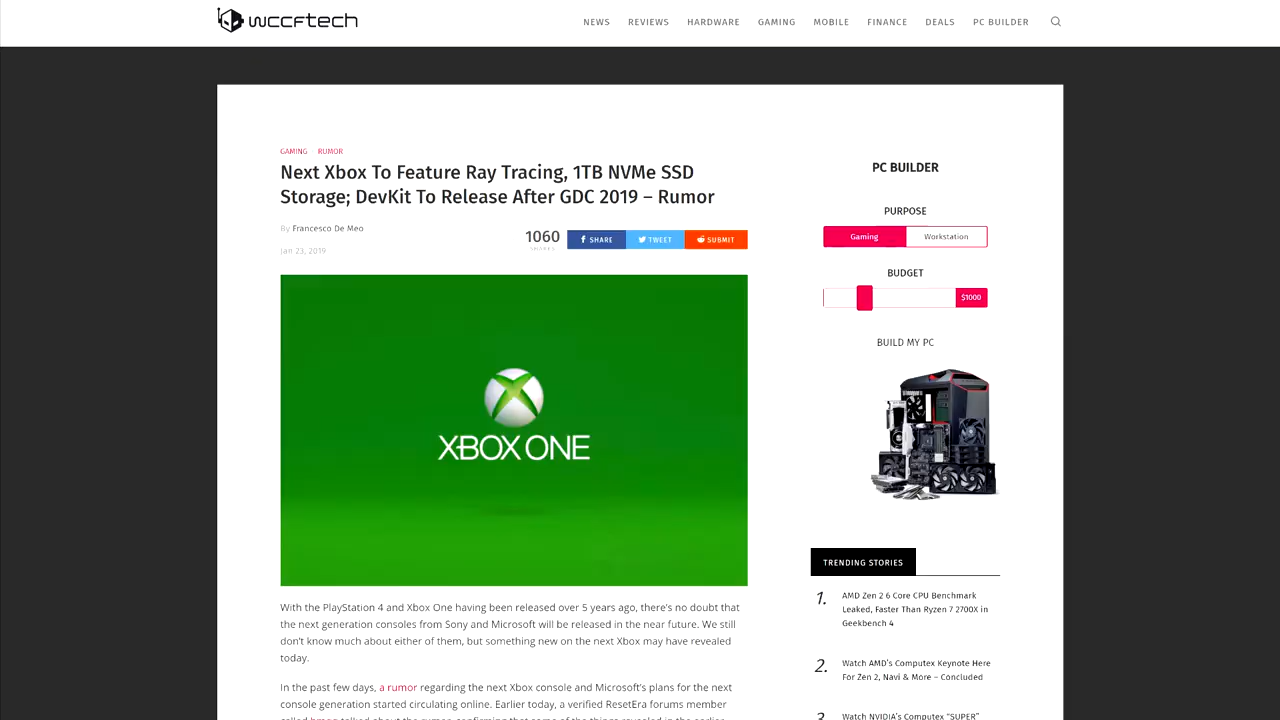 wccftech
NEWS REVIEWS HARDWARE GAMING MOBILE FINANCE DEALS PC BUILDER
GAMING RUMOR
Next Xbox To Feature Ray Tracing, 1TB NVMe SSD
Storage; DevKit To Release After GDC 2019 – Rumor
By Francesco De Meo
Jan 23, 2019
1060
SHARES
SHARE
TWEET
SUBMIT
XBOX ONE
With the PlayStation 4 and Xbox One having been released over 5 years ago, there's no doubt that
the next generation consoles from Sony and Microsoft will be released in the near future. We still
don't know much about either of them, but something new on the next Xbox may have revealed
today.
In the past few days, a rumor regarding the next Xbox console and Microsoft's plans for the next
console generation started circulating online. Earlier today, a verified ResetEra forums member
PC BUILDER
PURPOSE
Gaming Workstation
BUDGET
$1000
BUILD MY PC
TRENDING STORIES
1. AMD Zen 2 6 Core CPU Benchmark
Leaked, Faster Than Ryzen 7 2700X in
Geekbench 4
2. Watch AMD's Computex Keynote Here
For Zen 2, Navi & More – Concluded
3. Watch NVIDIA's Computex "SUPER"